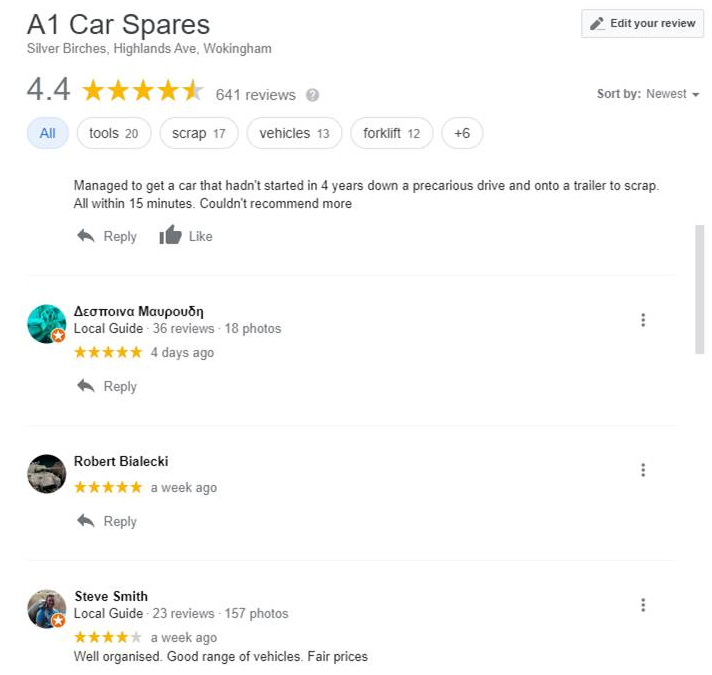 A1 Car Spares
Edit your review
Silver Birches, Highlands Ave, Wokingham
4.4 641 reviews ?
Sort by: Newest
All tools 20 scrap 17 vehicles 13 forklift 12 +6
Managed to get a car that hadn't started in 4 years down a precarious drive and onto a trailer to scrap.
All within 15 minutes. Couldn't recommend more
Reply Like
Δεσποινα Μαυρουδη
Local Guide · 36 reviews · 18 photos
4 days ago
Reply
Robert Bialecki
a week ago
Reply
Steve Smith
Local Guide · 23 reviews · 157 photos
a week ago
Well organised. Good range of vehicles. Fair prices